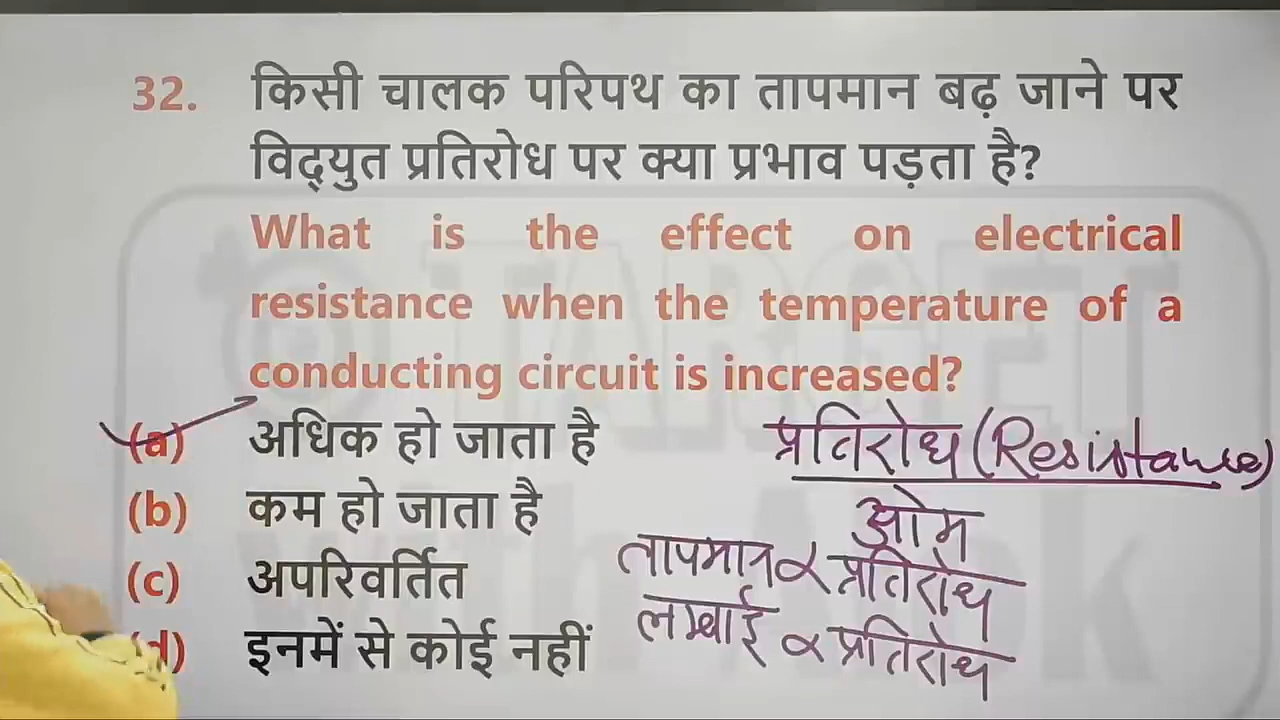 32. किसी चालक परिपथ का तापमान बढ़ जाने पर
विद्युत प्रतिरोध पर क्या प्रभाव पड़ता है?
What is the effect on electrical
resistance when the temperature of a
conducting circuit is increased?
(a) अधिक हो जाता है
(b) कम हो जाता है
(c) अपरिवर्तित
(d) इनमें से कोई नहीं
प्रतिरोध (Resistance)
ओम
तापमान ∝ प्रतिरोध
लम्बाई ∝ प्रतिरोध
TARGET